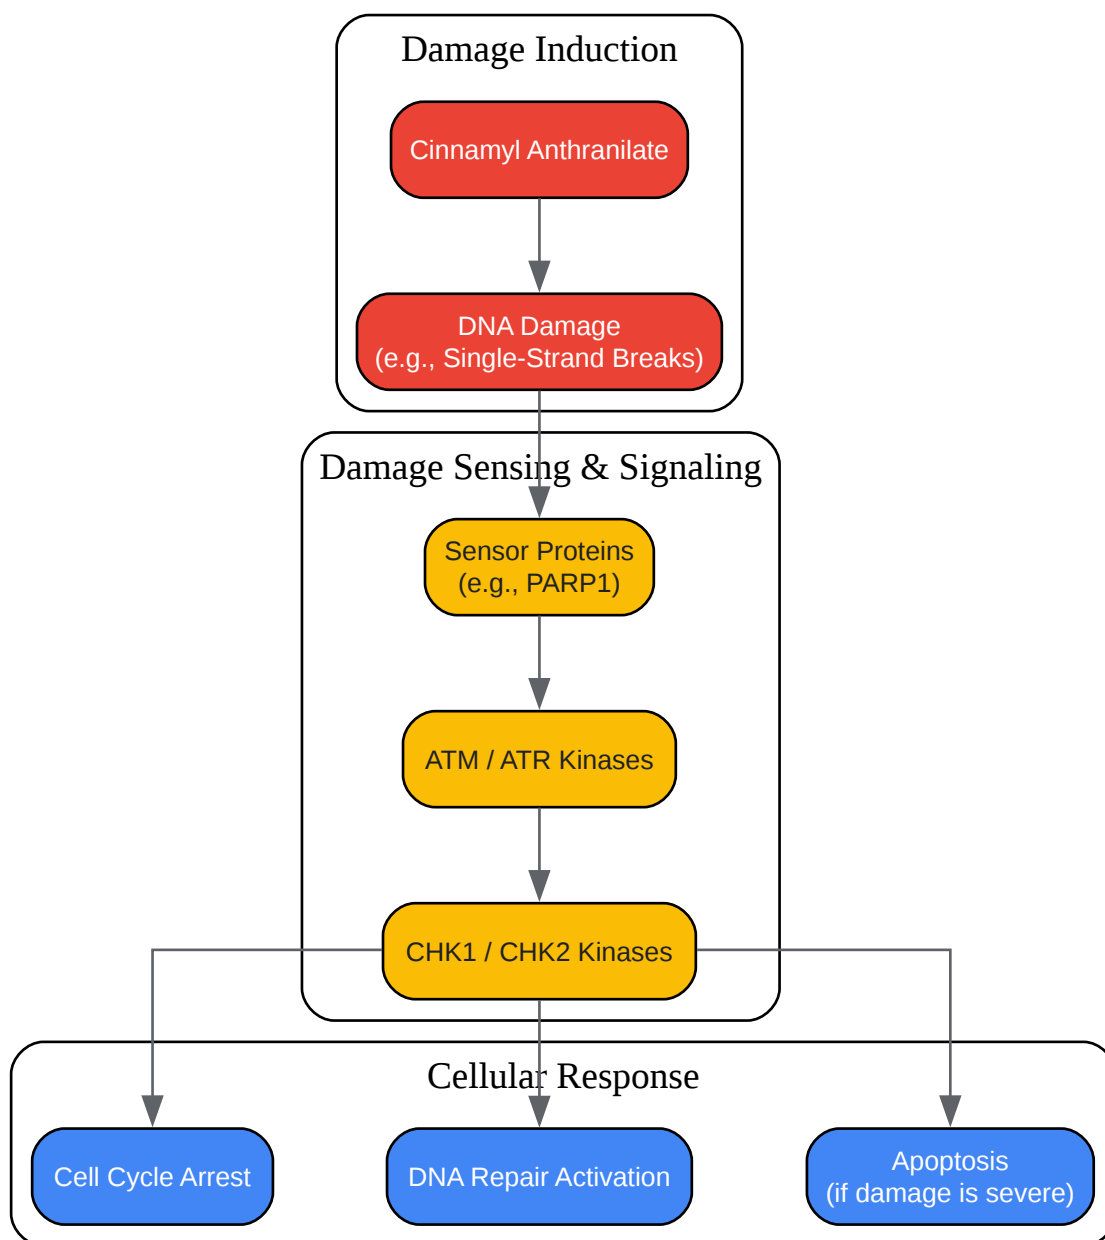 Damage Induction
Cinnamyl Anthranilate
DNA Damage
(e.g., Single-Strand Breaks)
Damage Sensing & Signaling
Sensor Proteins
(e.g., PARP1)
ATM / ATR Kinases
CHK1 / CHK2 Kinases
Cellular Response
Cell Cycle Arrest
DNA Repair Activation
Apoptosis
(if damage is severe)